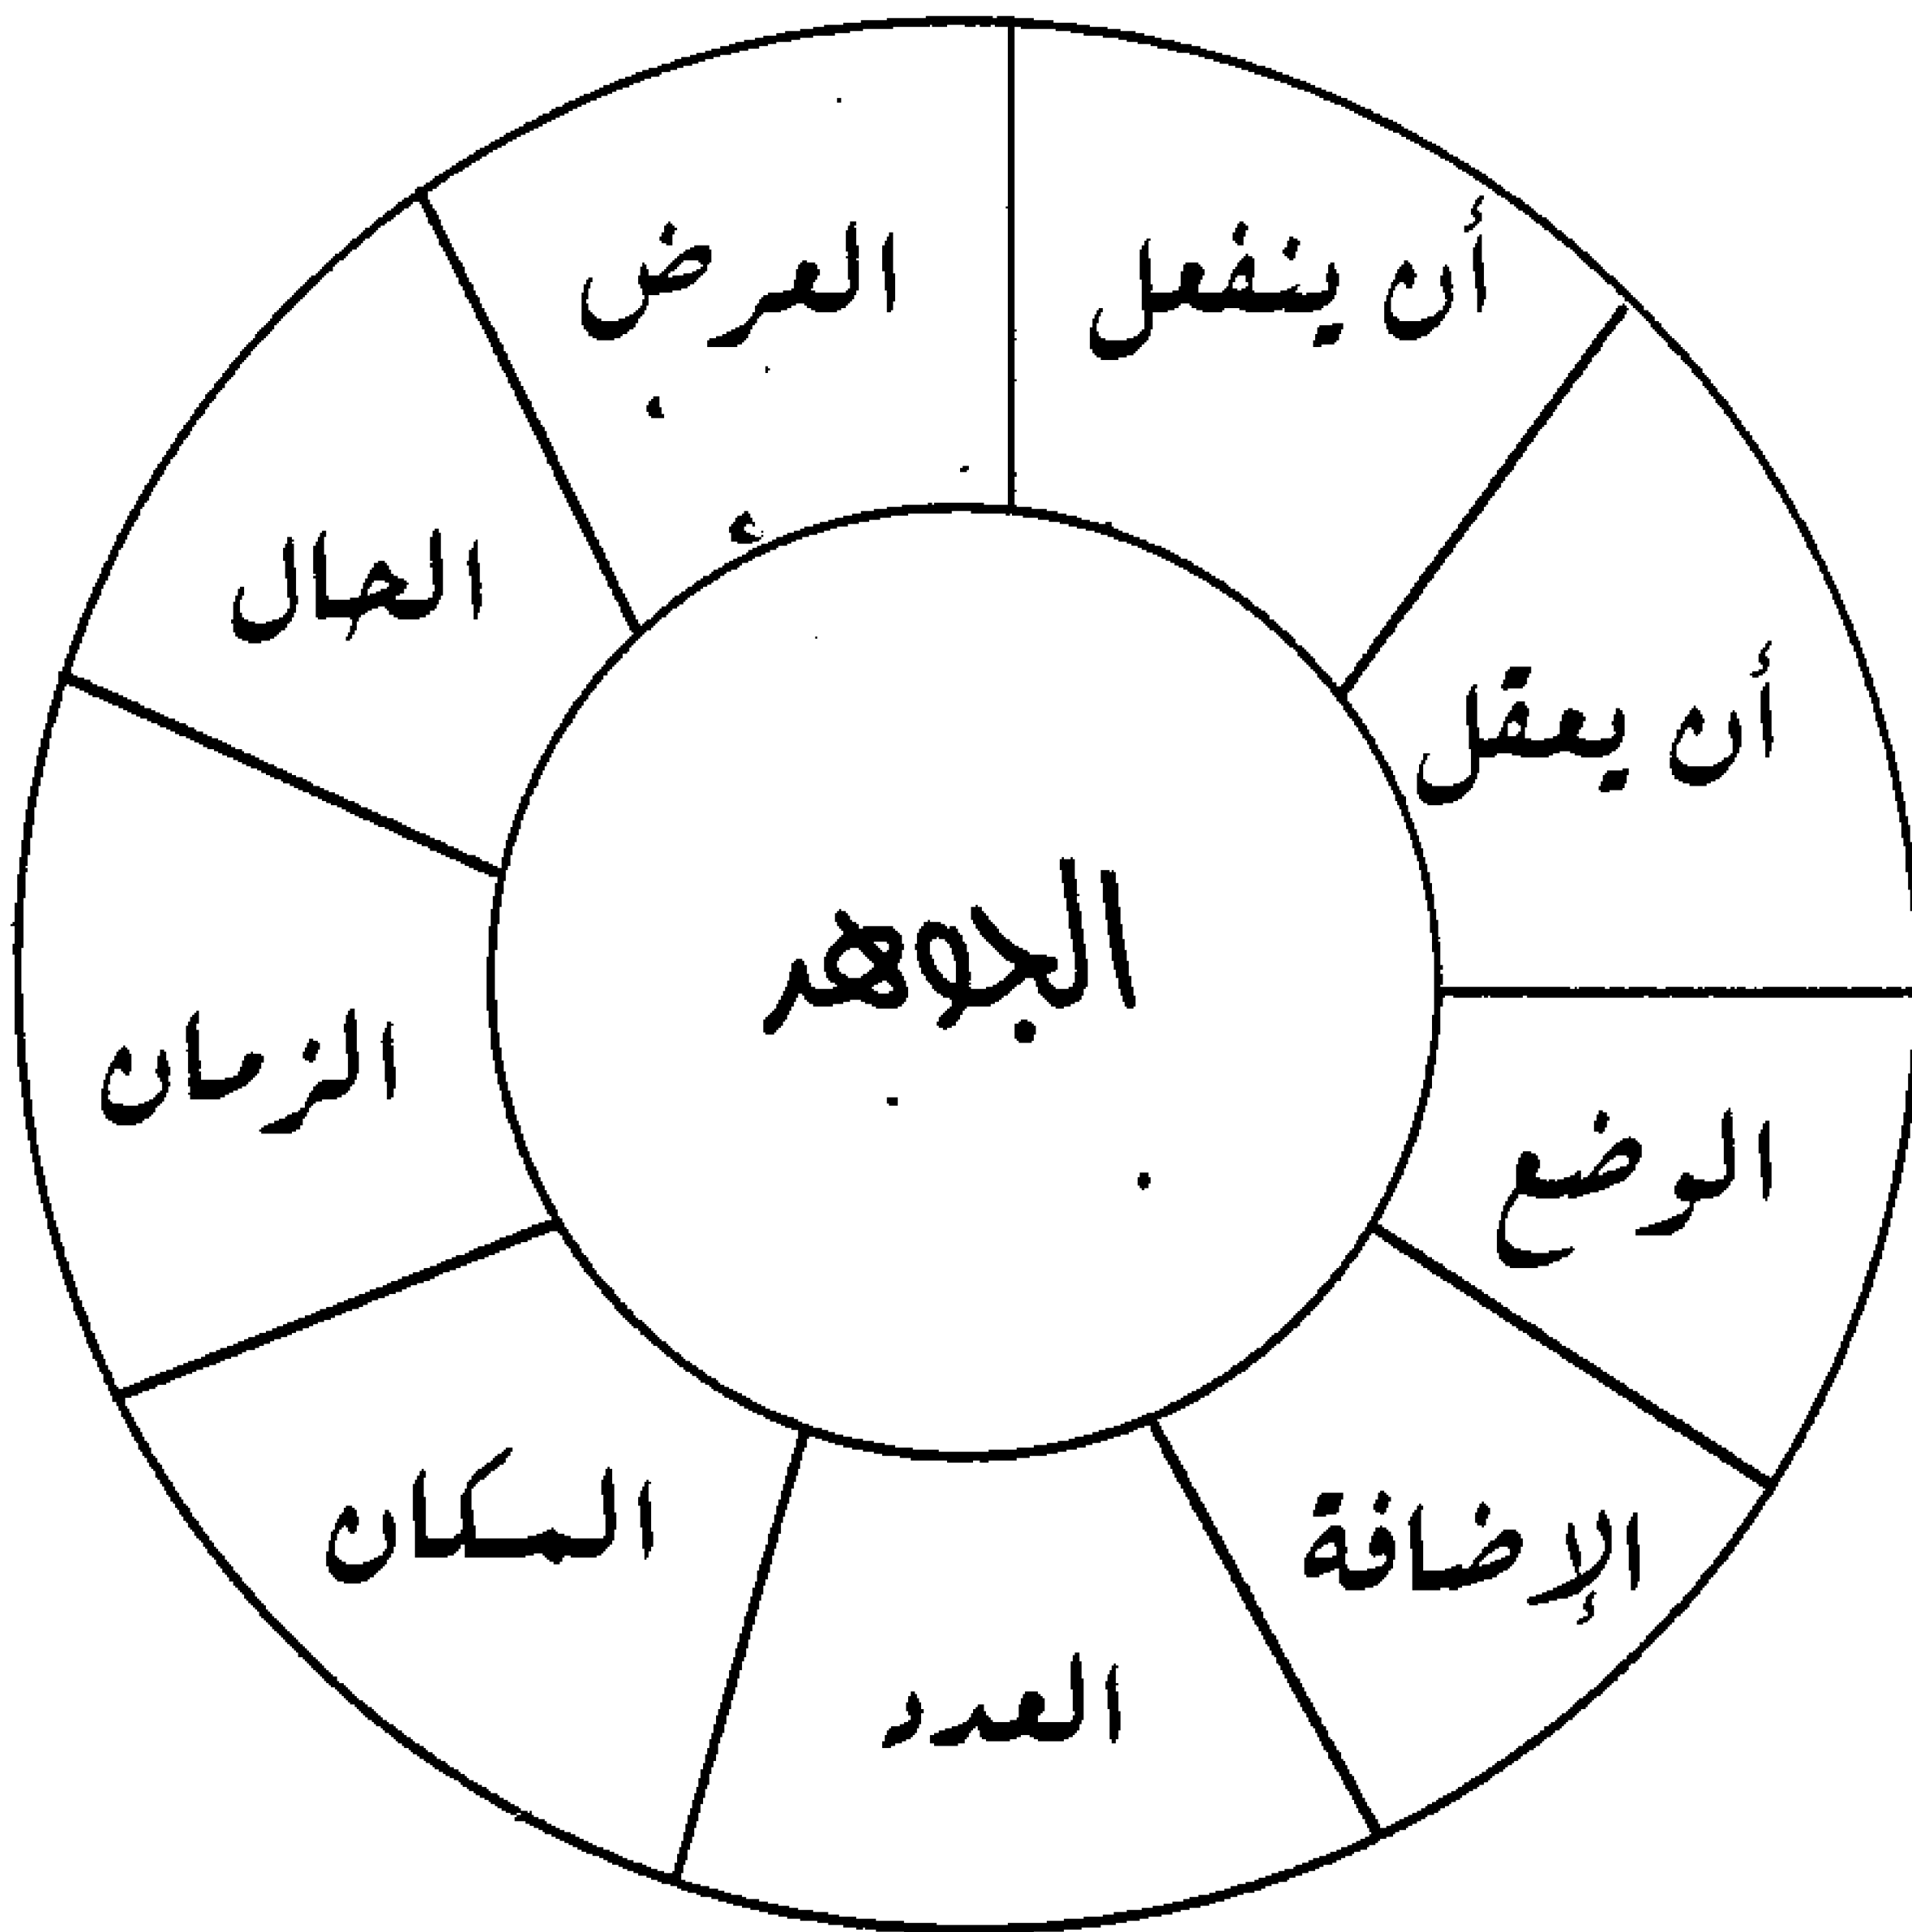 العرض
أن ينفعل
أن يعقل
الوضع
الإضافة
العدد
المكان
الزمان
الحال
الجوهر